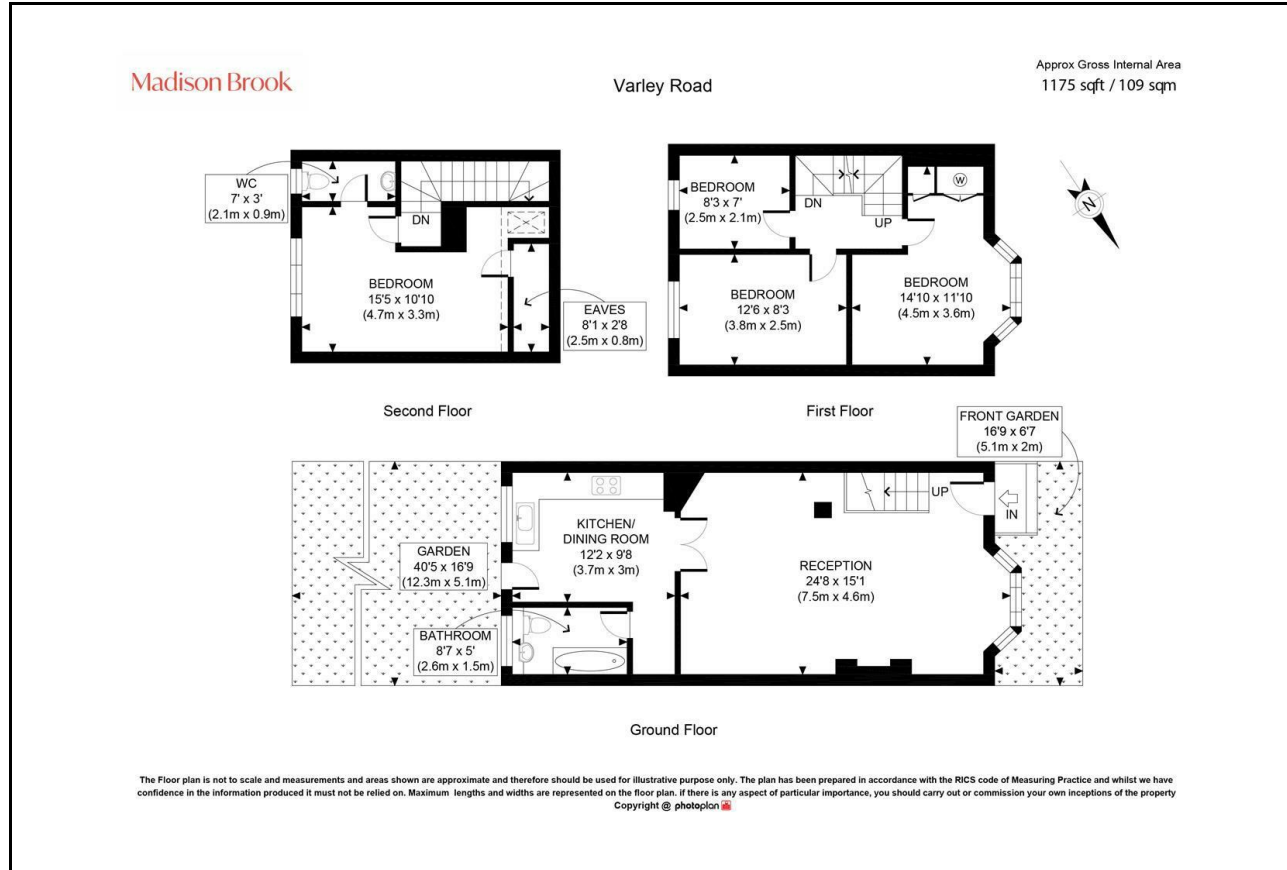 Madison Brook
Varley Road
Approx Gross Internal Area
1175 sqft / 109 sqm
WC
7' x 3'
(2.1m x 0.9m)
DN
BEDROOM
15'5 x 10'10
(4.7m x 3.3m)
EAVES
8'1 x 2'8
(2.5m x 0.8m)
Second Floor
BEDROOM
8'3 x 7'
(2.5m x 2.1m)
DN
UP
W
BEDROOM
12'6 x 8'3
(3.8m x 2.5m)
BEDROOM
14'10 x 11'10
(4.5m x 3.6m)
N
First Floor
FRONT GARDEN
16'9 x 6'7
(5.1m x 2m)
GARDEN
40'5 x 16'9
(12.3m x 5.1m)
KITCHEN/
DINING ROOM
12'2 x 9'8
(3.7m x 3m)
BATHROOM
8'7 x 5'
(2.6m x 1.5m)
RECEPTION
24'8 x 15'1
(7.5m x 4.6m)
UP
IN
Ground Floor
The Floor plan is not to scale and measurements and areas shown are approximate and therefore should be used for illustrative purpose only. The plan has been prepared in accordance with the RICS code of Measuring Practice and whilst we have
confidence in the information produced it must not be relied on. Maximum lengths and widths are represented on the floor plan. if there is any aspect of particular importance, you should carry out or commission your own inceptions of the property
Copyright @ photoplan